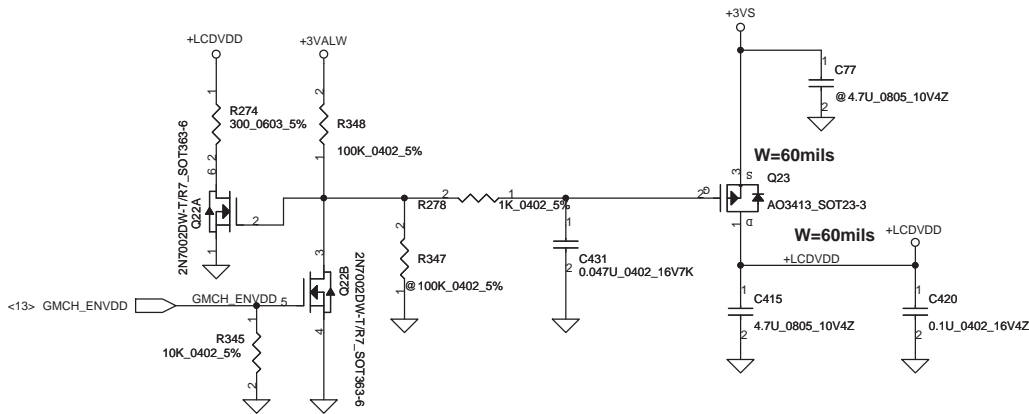 +3VS
+LCDVDD
+3VALW
1
C77
2
@4.7U_0805_10V4Z
1
R274
300_0603_5%
2
2
R348
1
100K_0402_5%
W=60mils
6
2N7002DW-T/R7_SOT363-6
Q22A
2
1
3
S
Q23
2
G
AO3413_SOT23-3
1
D
2
R278
1
1K_0402_5%
W=60mils
+LCDVDD
+LCDVDD
2
R347
1
@100K_0402_5%
1
C431
2
0.047U_0402_16V7K
3
Q22B
2N7002DW-T/R7_SOT363-6
5
4
<13>
GMCH_ENVDD
GMCH_ENVDD
1
R345
10K_0402_5%
2
1
C415
4.7U_0805_10V4Z
2
1
C420
0.1U_0402_16V4Z
2